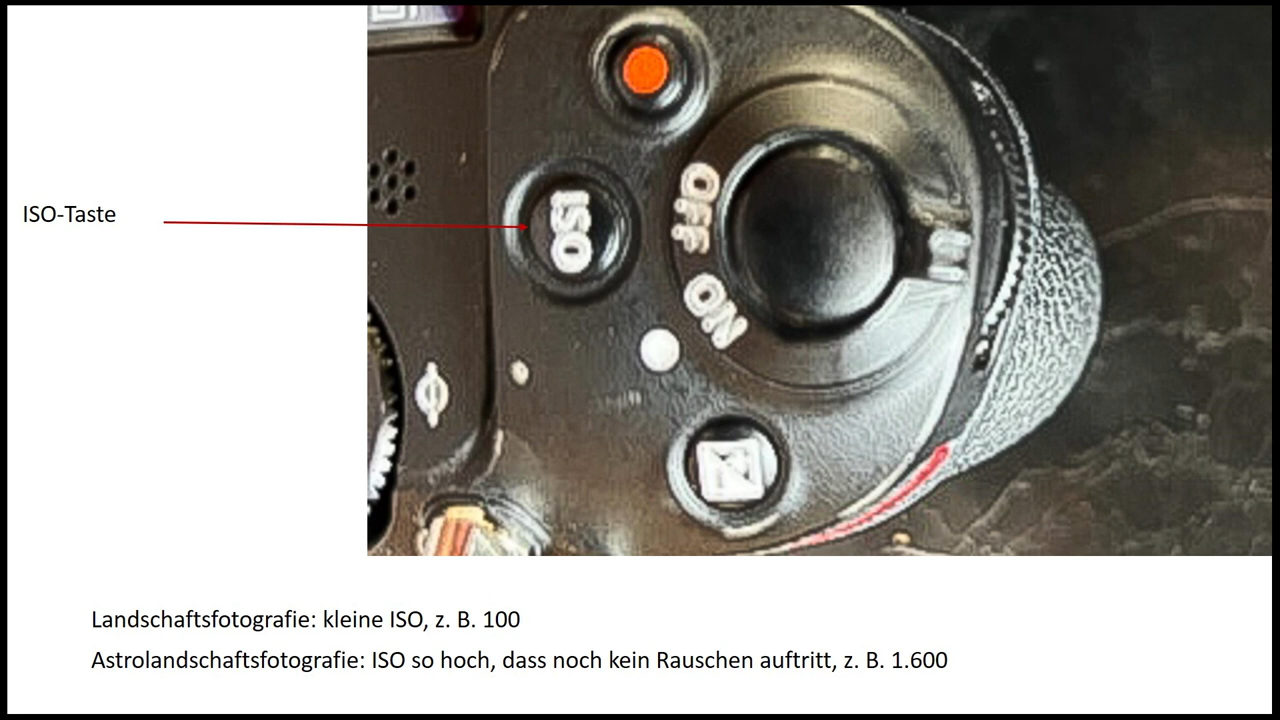 ISO-Taste
ISO
OFF
ON
Landschaftsfotografie: kleine ISO, z. B. 100
Astrolandschaftsfotografie: ISO so hoch, dass noch kein Rauschen auftritt, z. B. 1.600